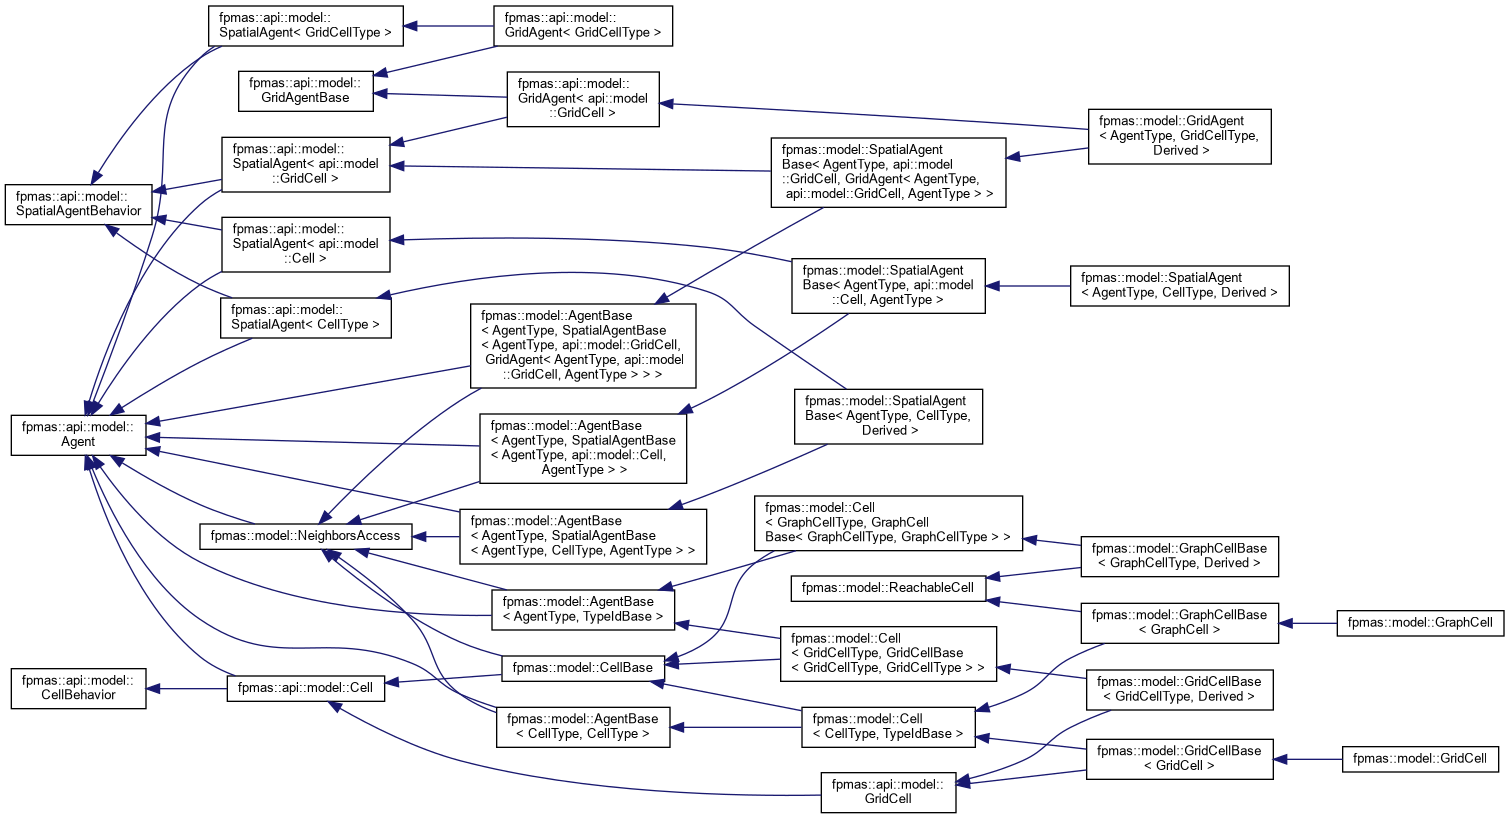 fpmas::api::model::
SpatialAgent< GridCellType >
fpmas::api::model::
GridAgent< GridCellType >
fpmas::api::model::
GridAgentBase
fpmas::api::model::
GridAgent< api::model
::GridCell >
fpmas::model::GridAgent
< AgentType, GridCellType,
Derived >
fpmas::api::model::
SpatialAgent< api::model
::GridCell >
fpmas::model::SpatialAgent
Base< AgentType, api::model
::GridCell, GridAgent< AgentType,
api::model::GridCell, AgentType > >
fpmas::api::model::
SpatialAgentBehavior
fpmas::api::model::
SpatialAgent< api::model
::Cell >
fpmas::model::SpatialAgent
Base< AgentType, api::model
::Cell, AgentType >
fpmas::model::SpatialAgent
< AgentType, CellType, Derived >
fpmas::api::model::
SpatialAgent< CellType >
fpmas::model::AgentBase
< AgentType, SpatialAgentBase
< AgentType, api::model::GridCell,
GridAgent< AgentType, api::model
::GridCell, AgentType > > >
fpmas::model::SpatialAgent
Base< AgentType, CellType,
Derived >
fpmas::api::model::
Agent
fpmas::model::AgentBase
< AgentType, SpatialAgentBase
< AgentType, api::model::Cell,
AgentType > >
fpmas::model::NeighborsAccess
fpmas::model::AgentBase
< AgentType, SpatialAgentBase
< AgentType, CellType, AgentType > >
fpmas::model::Cell
< GraphCellType, GraphCell
Base< GraphCellType, GraphCellType > >
fpmas::model::GraphCellBase
< GraphCellType, Derived >
fpmas::model::ReachableCell
fpmas::model::AgentBase
< AgentType, TypeIdBase >
fpmas::model::GraphCellBase
< GraphCell >
fpmas::model::GraphCell
fpmas::model::Cell
< GridCellType, GridCellBase
< GridCellType, GridCellType > >
fpmas::model::CellBase
fpmas::api::model::
CellBehavior
fpmas::api::model::Cell
fpmas::model::GridCellBase
< GridCellType, Derived >
fpmas::model::AgentBase
< CellType, CellType >
fpmas::model::Cell
< CellType, TypeIdBase >
fpmas::model::GridCellBase
< GridCell >
fpmas::model::GridCell
fpmas::api::model::
GridCell